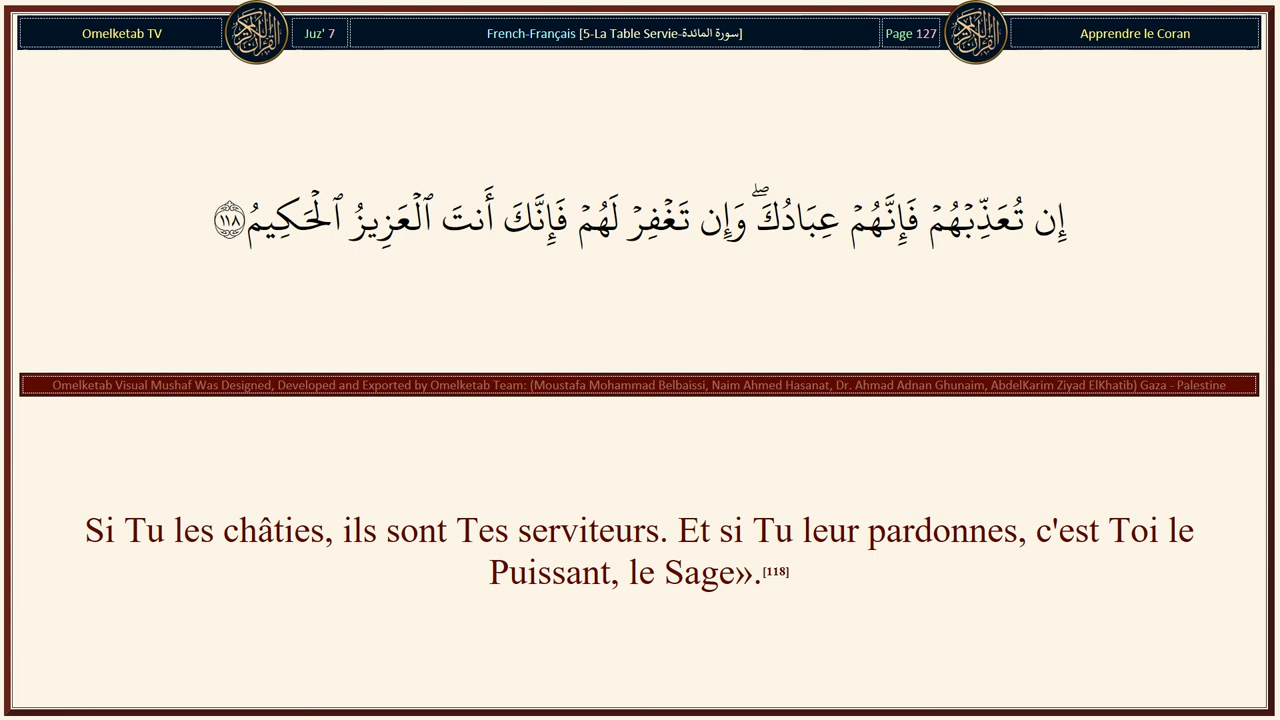 Omelketab TV
Juz' 7
French-Français [5-La Table Servie-سورة المائدة]
Page 127
Apprendre le Coran
إِن تُعَذِّبۡهُمۡ فَإِنَّهُمۡ عِبَادُكَۖ وَإِن تَغۡفِرۡ لَهُمۡ فَإِنَّكَ أَنتَ ٱلۡعَزِيزُ ٱلۡحَكِيمُ ١١٨
Omelketab Visual Mushaf Was Designed, Developed and Exported by Omelketab Team: (Moustafa Mohammad Belbaissi, Naim Ahmed Hasanat, Dr. Ahmad Adnan Ghunaim, AbdelKarim Ziyad ElKhatib) Gaza - Palestine
Si Tu les châties, ils sont Tes serviteurs. Et si Tu leur pardonnes, c'est Toi le
Puissant, le Sage».[118]